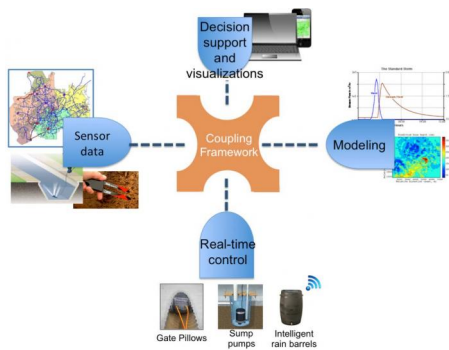 Decision
support and
visualizations
Sensor
data
Coupling
Framework
Modeling
Real-time
control
Gate Pillows
Sump
pumps
Intelligent
rain barrels